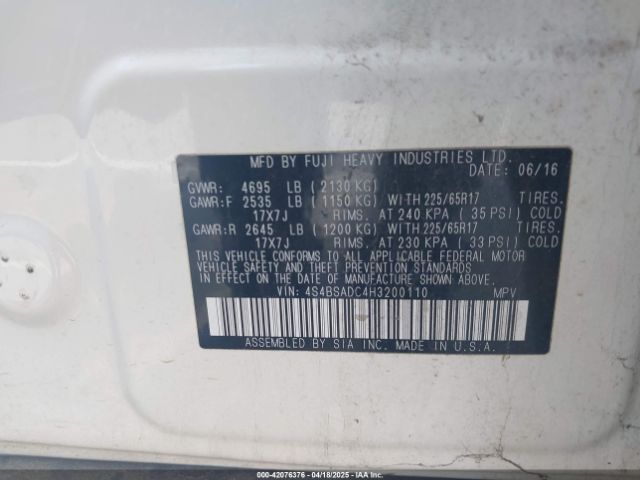 MFD BY FUJI HEAVY INDUSTRIES LTD.
DATE: 06/16
GVWR: 4695 LB ( 2130 KG)
GAWR:F 2535 LB ( 1150 KG) WITH 225/65R17 TIRES.
17X7J RIMS. AT 240 KPA ( 35 PSI) COLD
GAWR:R 2645 LB ( 1200 KG) WITH 225/65R17 TIRES.
17X7J RIMS. AT 230 KPA ( 33 PSI) COLD
THIS VEHICLE CONFORMS TO ALL APPLICABLE FEDERAL MOTOR
VEHICLE SAFETY AND THEFT PREVENTION STANDARDS
IN EFFECT ON THE DATE OF MANUFACTURE SHOWN ABOVE.
VIN: 4S4BSADC4H3200110 MPV
ASSEMBLED BY SIA INC. MADE IN U.S.A.
000-42076376 - 04/18/2025 - IAAI.COM